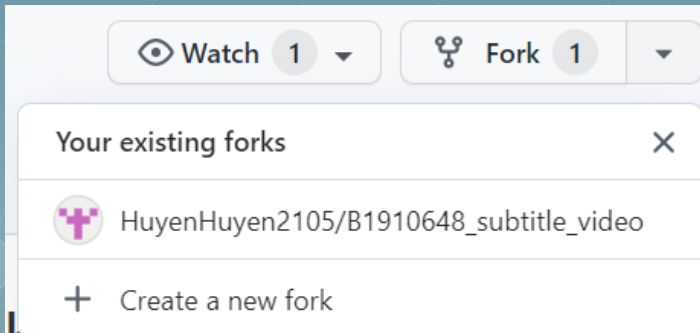 Watch 1 Fork 1
Your existing forks
HuyenHuyen2105/B1910648_subtitle_video
Create a new fork